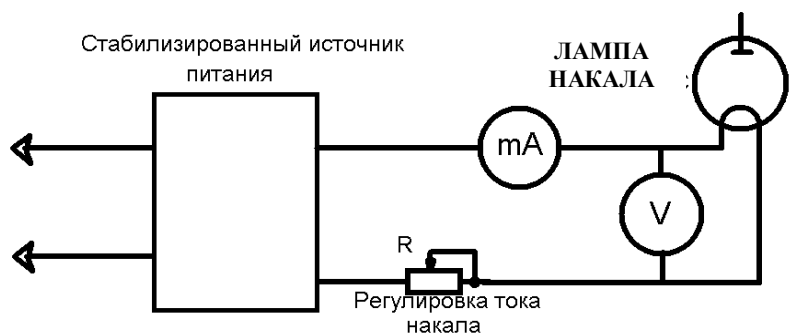 Стабилизированный источник
питания
ЛАМПА
НАКАЛА
mA
V
R
Регулировка тока
накала